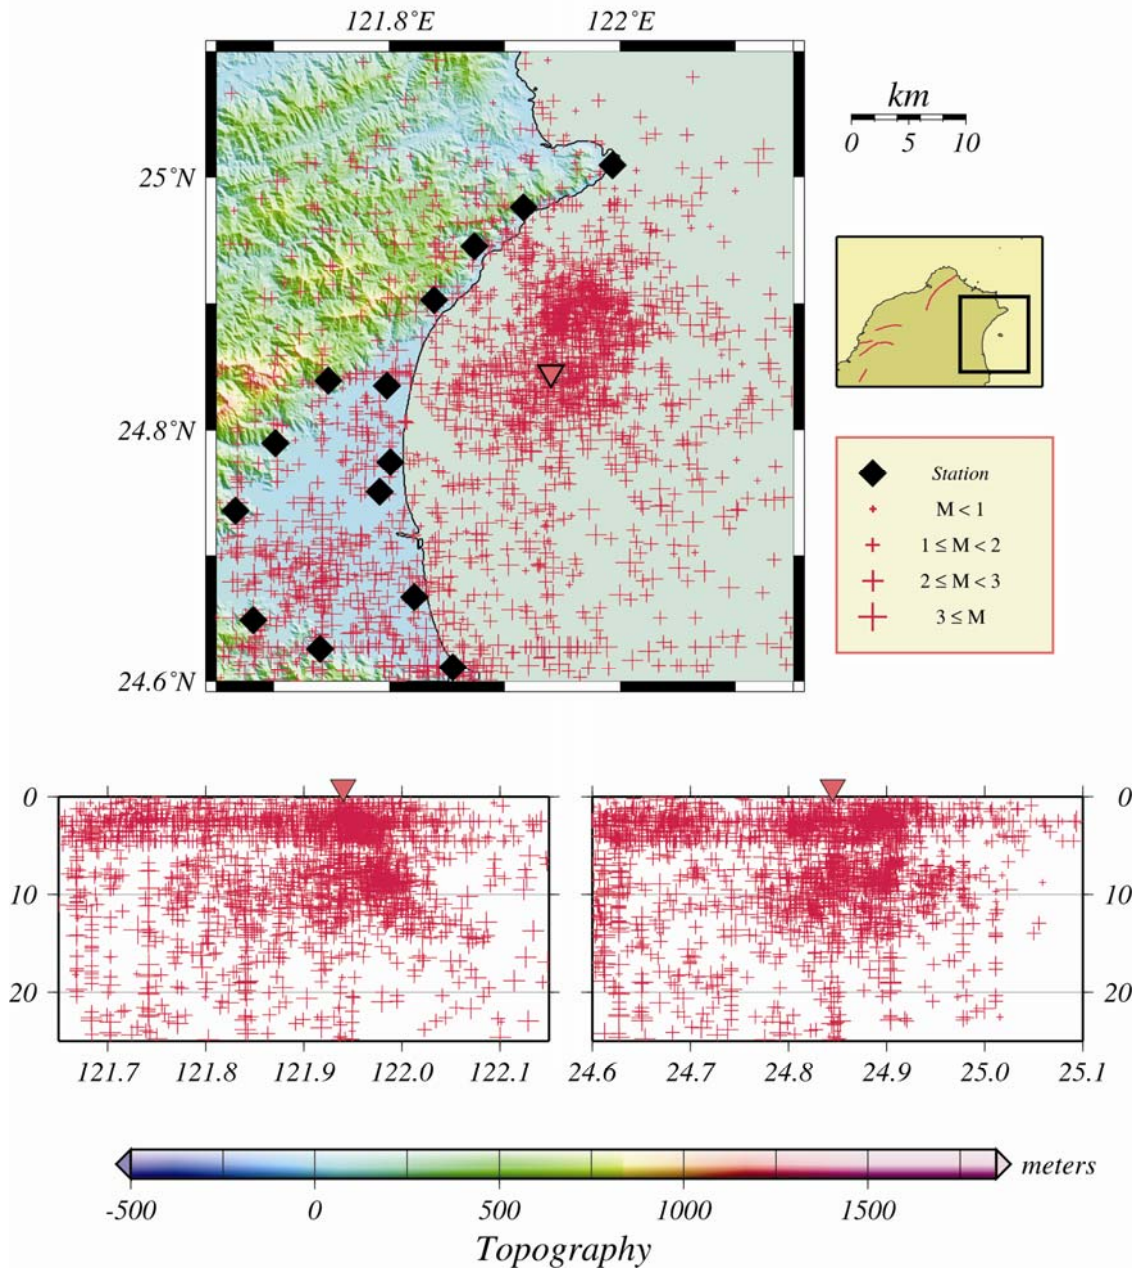 121.8°E 122°E
km
0 5 10
25°N
24.8°N
24.6°N
Station
M < 1
1 ≤ M < 2
2 ≤ M < 3
3 ≤ M
0 0
10 10
20 20
121.7 121.8 121.9 122.0 122.1 24.6 24.7 24.8 24.9 25.0 25.1
meters
-500 0 500 1000 1500
Topography